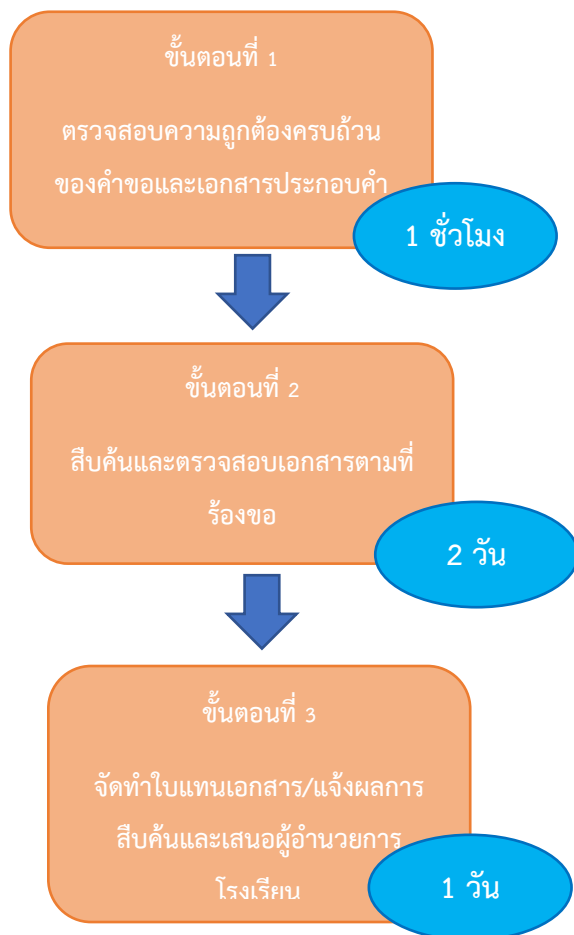 ขั้นตอนที่ 1
ตรวจสอบความถูกต้องครบถ้วน
ของคำขอและเอกสารประกอบคำ
1 ชั่วโมง
ขั้นตอนที่ 2
สืบค้นและตรวจสอบเอกสารตามที่
ร้องขอ
2 วัน
ขั้นตอนที่ 3
จัดทำใบแทนเอกสาร/แจ้งผลการ
สืบค้นและเสนอผู้อำนวยการ
โรงเรียน
1 วัน